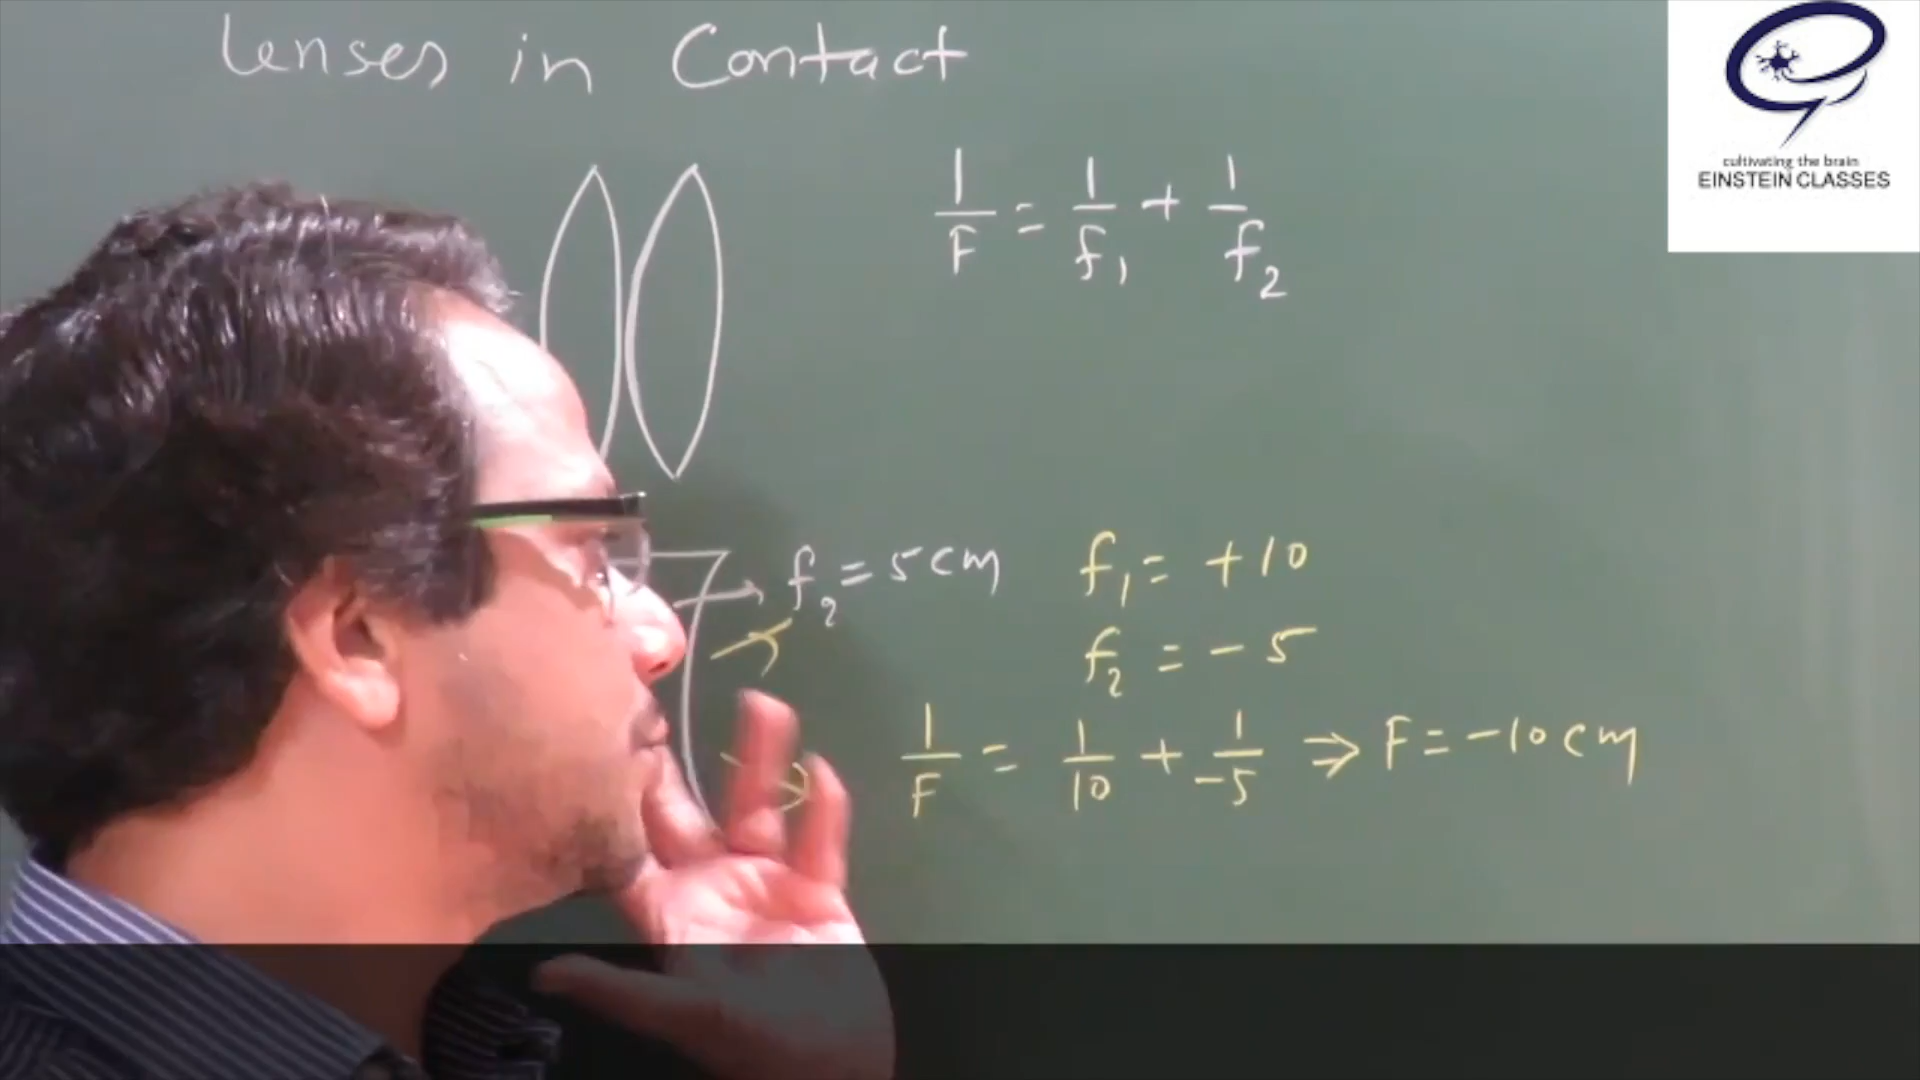 Lenses in Contact
cultivating the brain
EINSTEIN CLASSES
1/F = 1/f₁ + 1/f₂
f₂ = 5cm
f₁ = +10
f₂ = -5
1/F = 1/10 + 1/-5 ⇒ F = -10cm